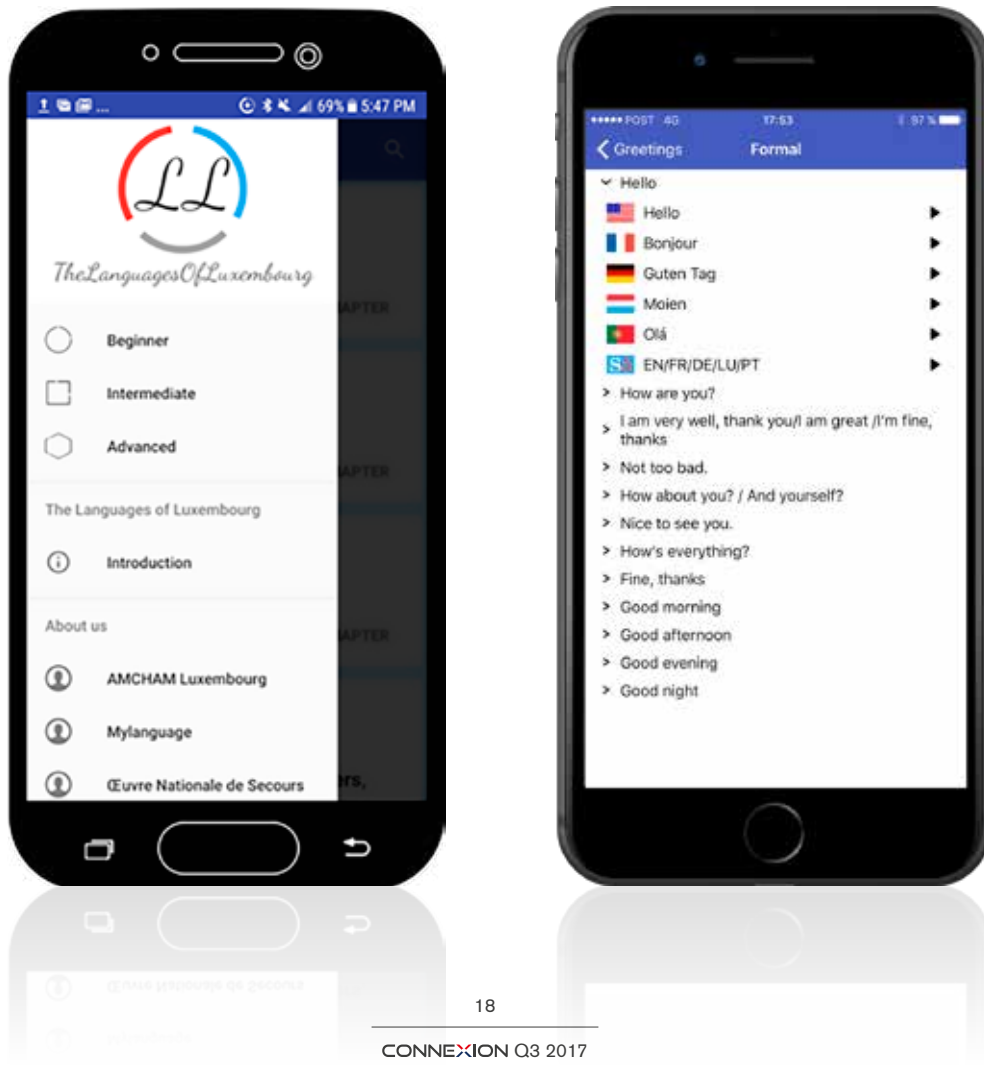 ... 69% 5:47 PM
LL
TheLanguagesOfLuxembourg
Beginner
Intermediate
Advanced
The Languages of Luxembourg
Introduction
About us
AMCHAM Luxembourg
Mylanguage
Œuvre Nationale de Secours
APTER
HAPTER
APTER
ers,
POST 4G 17:53 97 %
Greetings Formal
Hello
Hello
Bonjour
Guten Tag
Moien
Olá
EN/FR/DE/LU/PT
How are you?
I am very well, thank you/I am great /I'm fine,
thanks
Not too bad.
How about you? / And yourself?
Nice to see you.
How's everything?
Fine, thanks
Good morning
Good afternoon
Good evening
Good night
18
CONNEXION Q3 2017